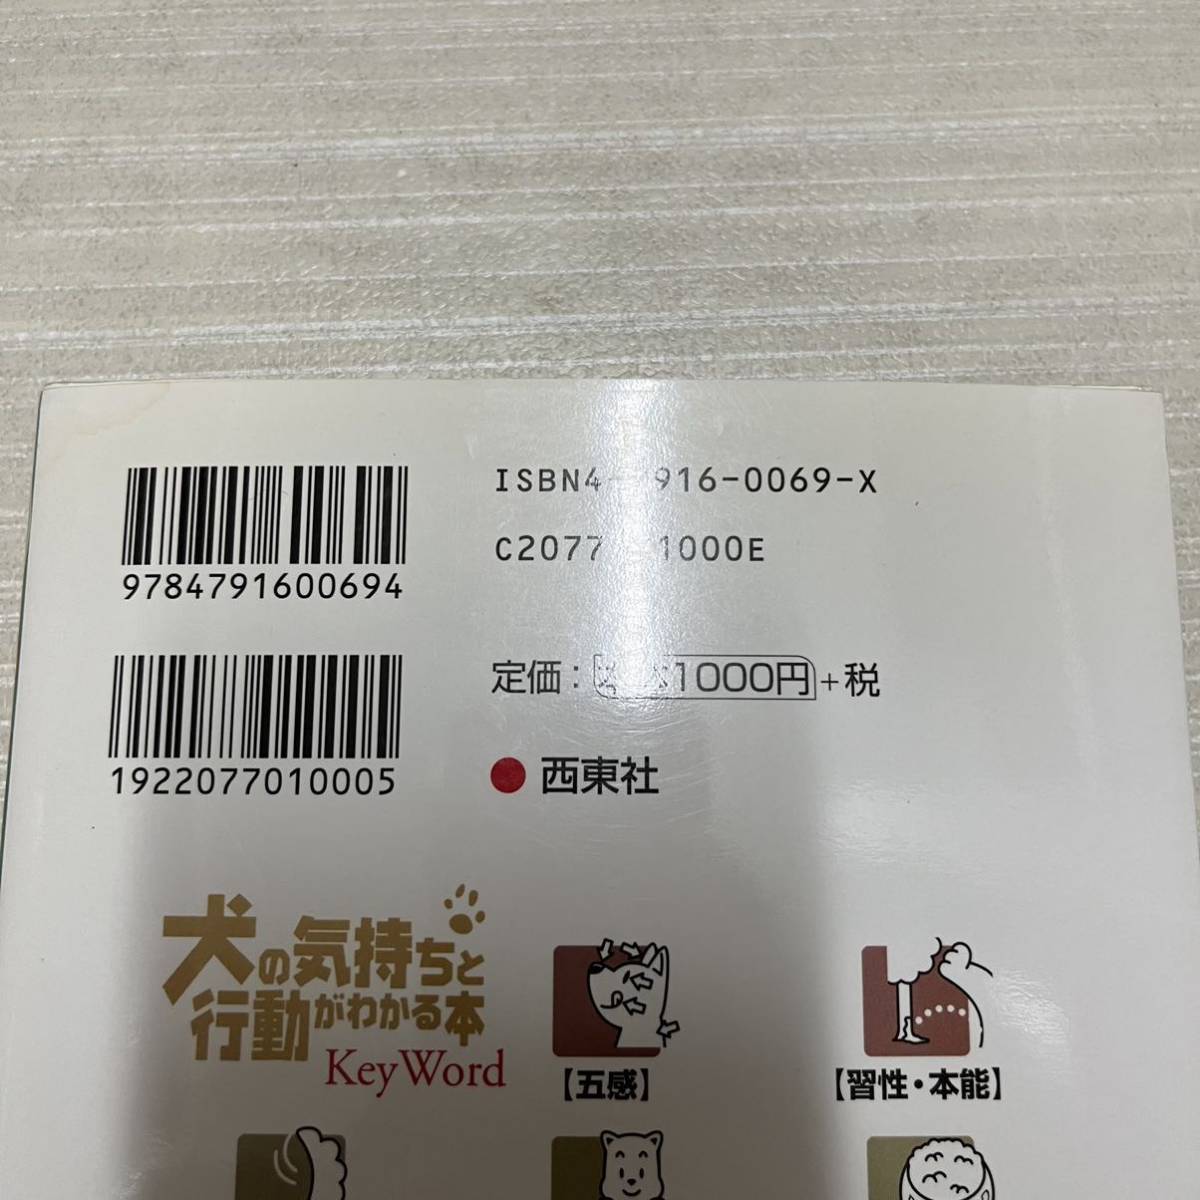 9784791600694
1922077010005
ISBN4-7916-0069-X
C2077 1000E
定価: 1000円+税
西東社
犬の気持ちと
行動がわかる本
KeyWord
【五感】
【習性・本能】